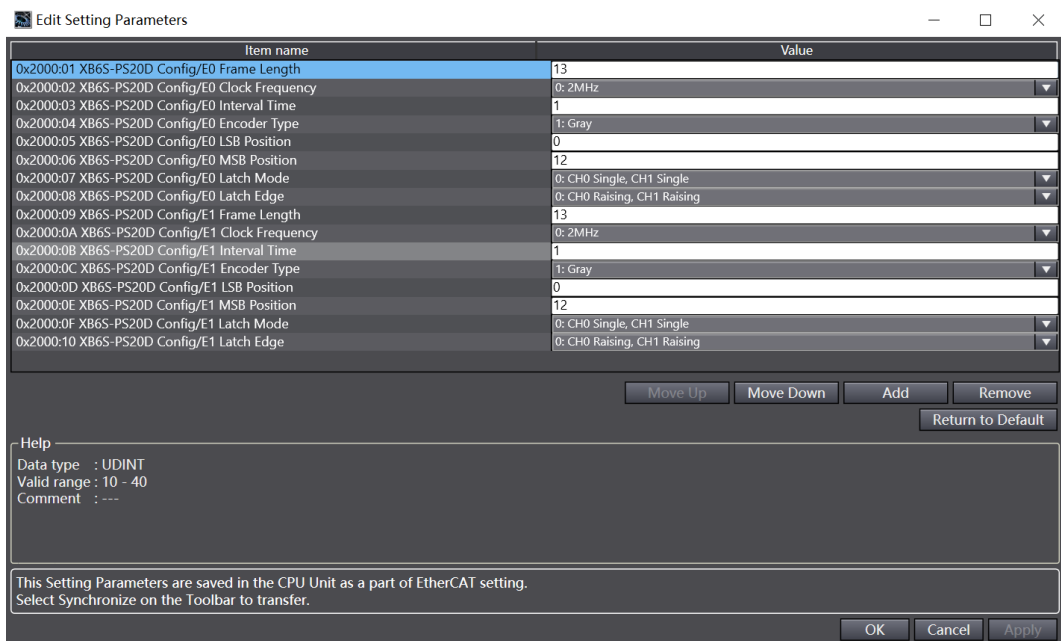 Edit Setting Parameters
Item name Value
0x2000:01 XB6S-PS20D Config/E0 Frame Length 13
0x2000:02 XB6S-PS20D Config/E0 Clock Frequency 0: 2MHz
0x2000:03 XB6S-PS20D Config/E0 Interval Time 1
0x2000:04 XB6S-PS20D Config/E0 Encoder Type 1: Gray
0x2000:05 XB6S-PS20D Config/E0 LSB Position 0
0x2000:06 XB6S-PS20D Config/E0 MSB Position 12
0x2000:07 XB6S-PS20D Config/E0 Latch Mode 0: CH0 Single, CH1 Single
0x2000:08 XB6S-PS20D Config/E0 Latch Edge 0: CH0 Raising, CH1 Raising
0x2000:09 XB6S-PS20D Config/E1 Frame Length 13
0x2000:0A XB6S-PS20D Config/E1 Clock Frequency 0: 2MHz
0x2000:0B XB6S-PS20D Config/E1 Interval Time 1
0x2000:0C XB6S-PS20D Config/E1 Encoder Type 1: Gray
0x2000:0D XB6S-PS20D Config/E1 LSB Position 0
0x2000:0E XB6S-PS20D Config/E1 MSB Position 12
0x2000:0F XB6S-PS20D Config/E1 Latch Mode 0: CH0 Single, CH1 Single
0x2000:10 XB6S-PS20D Config/E1 Latch Edge 0: CH0 Raising, CH1 Raising
Move Up Move Down Add Remove
Return to Default
Help
Data type : UDINT
Valid range : 10 - 40
Comment : ---
This Setting Parameters are saved in the CPU Unit as a part of EtherCAT setting.
Select Synchronize on the Toolbar to transfer.
OK Cancel Apply